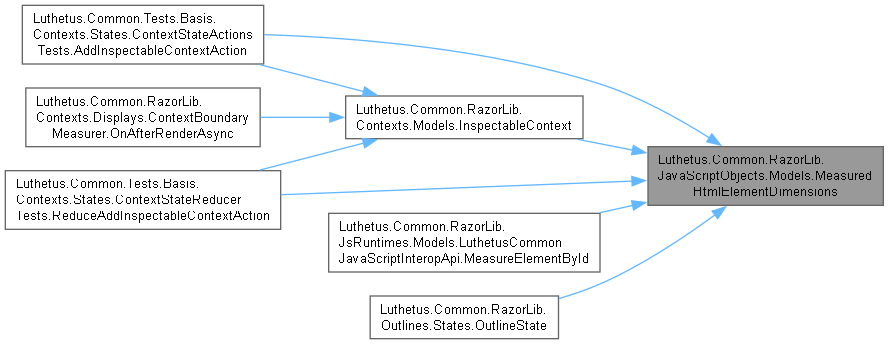 Luthetus.Common.Tests.Basis.
Contexts.States.ContextStateActions
Tests.AddInspectableContextAction
Luthetus.Common.RazorLib.
Contexts.Displays.ContextBoundary
Measurer.OnAfterRenderAsync
Luthetus.Common.RazorLib.
Contexts.Models.InspectableContext
Luthetus.Common.RazorLib.
JavaScriptObjects.Models.Measured
HtmlElementDimensions
Luthetus.Common.Tests.Basis.
Contexts.States.ContextStateReducer
Tests.ReduceAddInspectableContextAction
Luthetus.Common.RazorLib.
JsRuntimes.Models.LuthetusCommon
JavaScriptInteropApi.MeasureElementById
Luthetus.Common.RazorLib.
Outlines.States.OutlineState